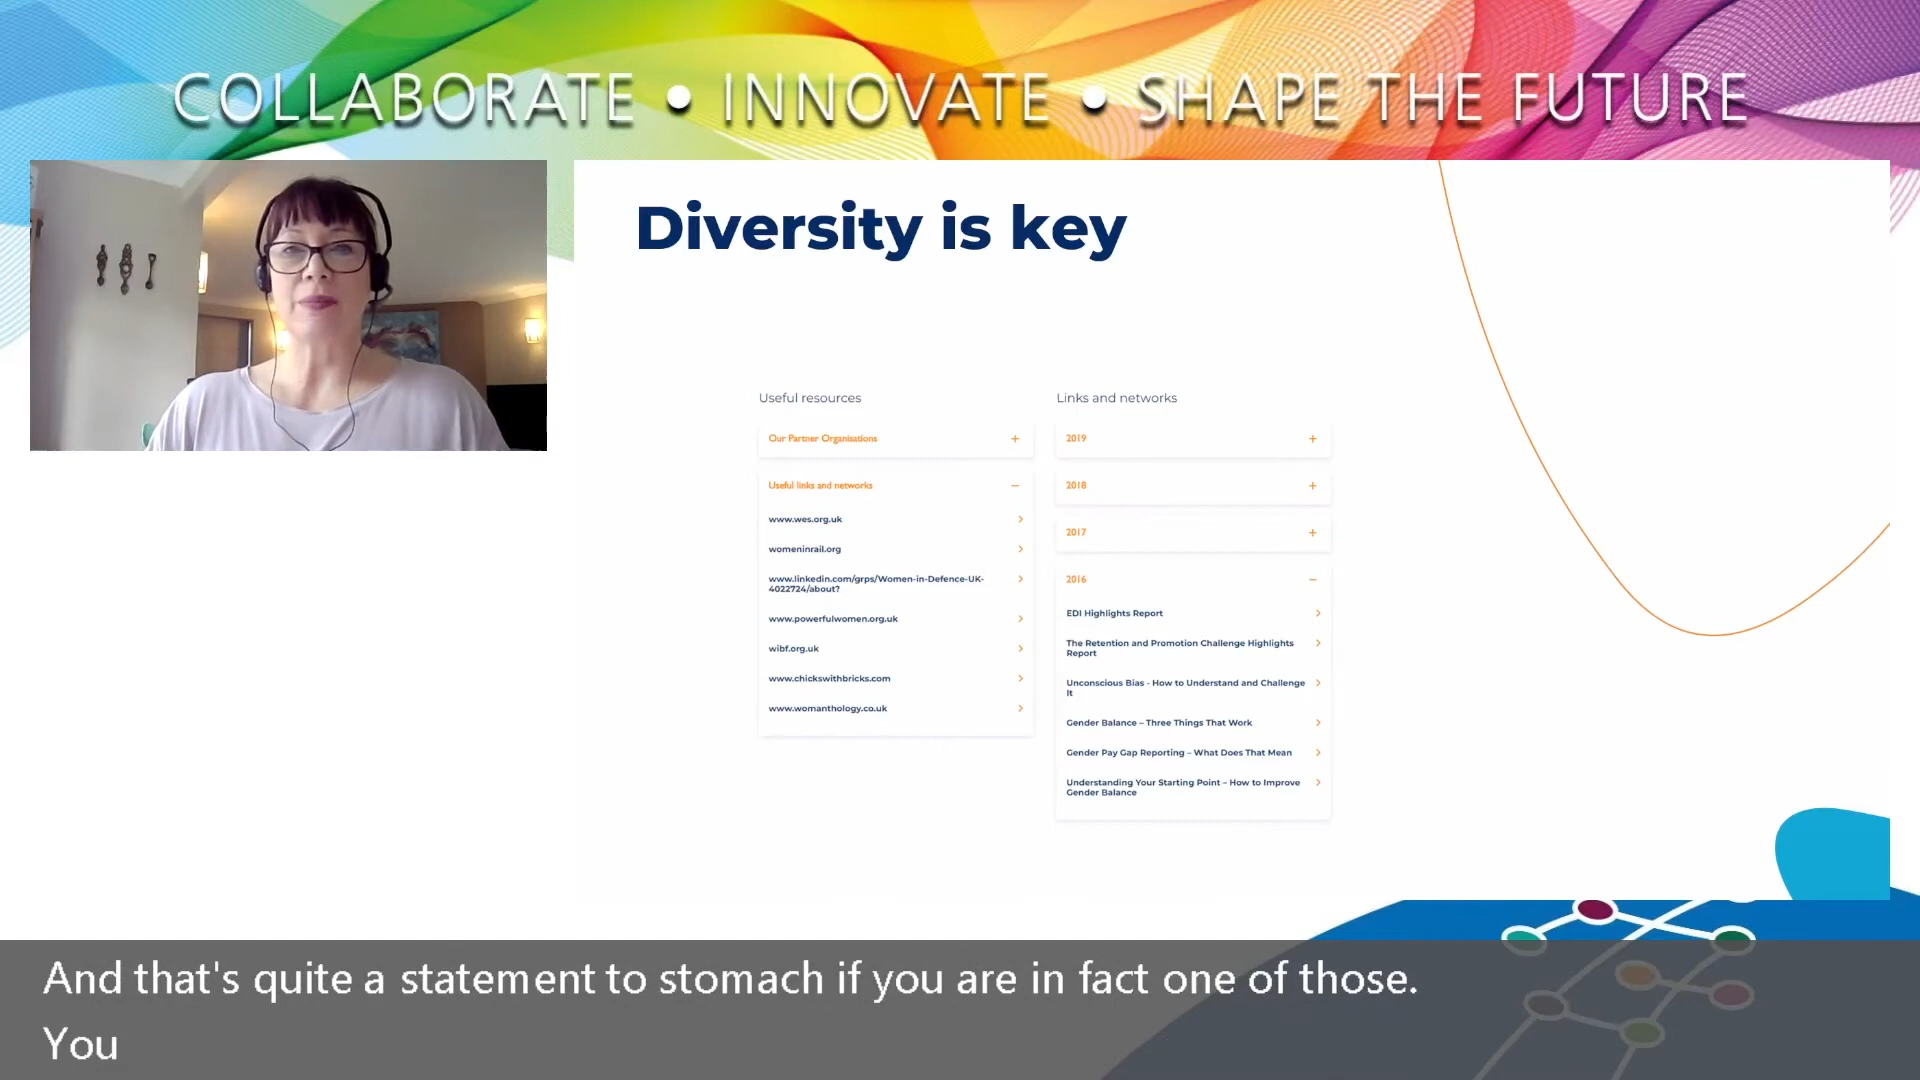 COLLABORATE • INNOVATE • SHAPE THE FUTURE
Diversity is key
Useful resources
Our Partner Organisations +
Useful links and networks −
www.wes.org.uk
womeninrail.org
www.linkedin.com/grps/Women-in-Defence-UK-
4022724/about?
www.powerfulwomen.org.uk
wibf.org.uk
www.chickswithbricks.com
www.womanthology.co.uk
Links and networks
2019 +
2018 +
2017 +
2016 −
EDI Highlights Report
The Retention and Promotion Challenge Highlights
Report
Unconscious Bias - How to Understand and Challenge
It
Gender Balance – Three Things That Work
Gender Pay Gap Reporting – What Does That Mean
Understanding Your Starting Point – How to Improve
Gender Balance
And that's quite a statement to stomach if you are in fact one of those.
You